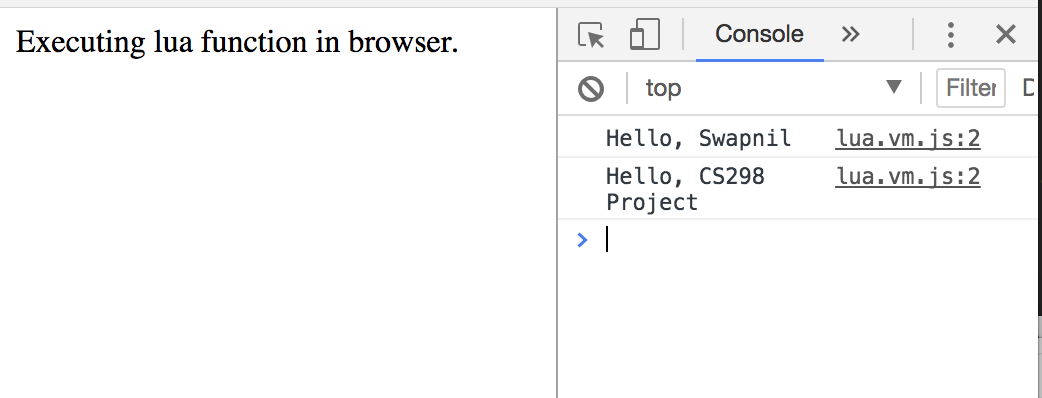 Executing lua function in browser.
Console »
top ▼ Filter
Hello, Swapnil lua.vm.js:2
Hello, CS298 lua.vm.js:2
Project
>